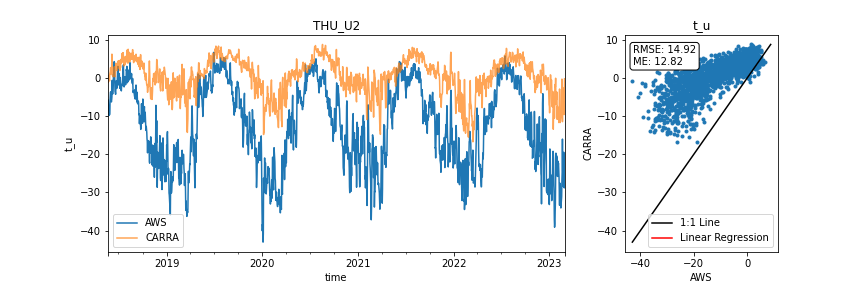 THU_U2
t_u
10
0
−10
−20
−30
−40
t_u
AWS
CARRA
2019
2020
2021
2022
2023
time
t_u
RMSE: 14.92
ME: 12.82
10
0
−10
−20
−30
−40
CARRA
1:1 Line
Linear Regression
−40
−20
0
AWS